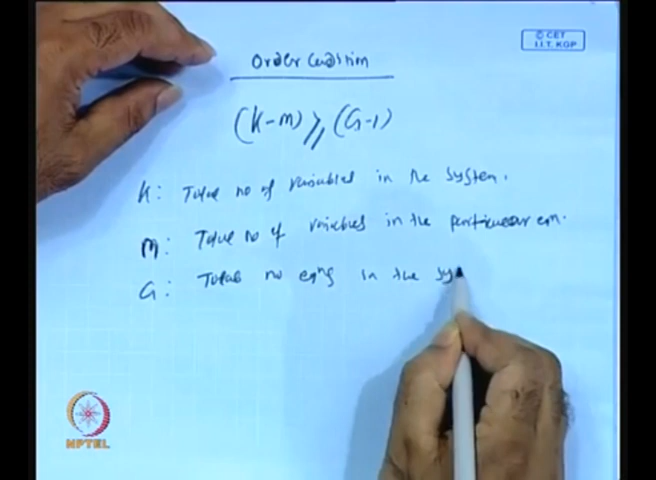 © CET
I.I.T. KGP
Order Condition
(K-m) ≥ (G-1)
K: Total no of variables in the system.
M: Total no of variables in the particular eqn.
G: Total no eqns in the sy
NPTEL